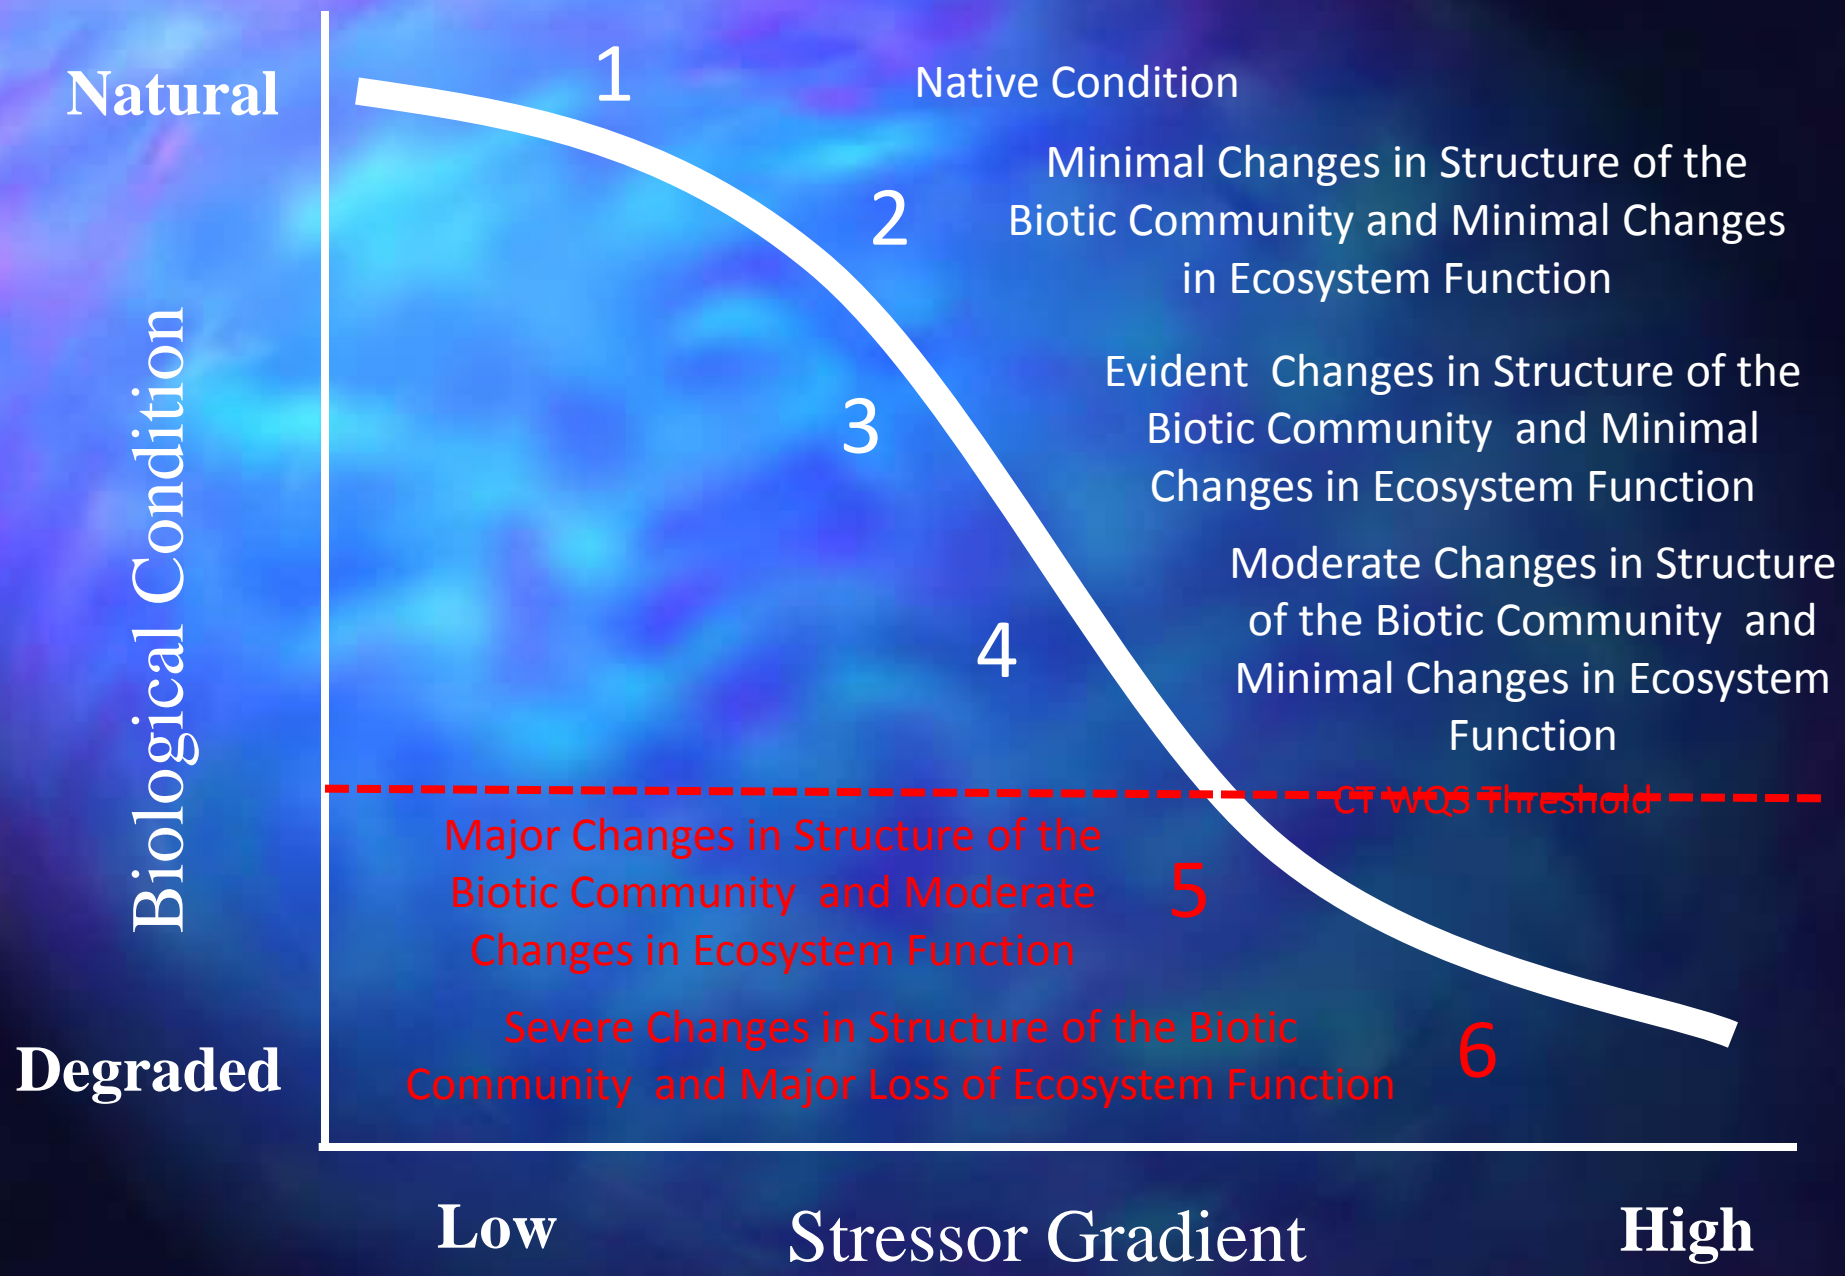 Natural
1
Native Condition
2
Minimal Changes in Structure of the
Biotic Community and Minimal Changes
in Ecosystem Function
3
Evident Changes in Structure of the
Biotic Community and Minimal
Changes in Ecosystem Function
4
Moderate Changes in Structure
of the Biotic Community and
Minimal Changes in Ecosystem
Function
CT WQS Threshold
Major Changes in Structure of the
Biotic Community and Moderate
Changes in Ecosystem Function
5
Severe Changes in Structure of the Biotic
Community and Major Loss of Ecosystem Function
6
Biological Condition
Degraded
Low
Stressor Gradient
High